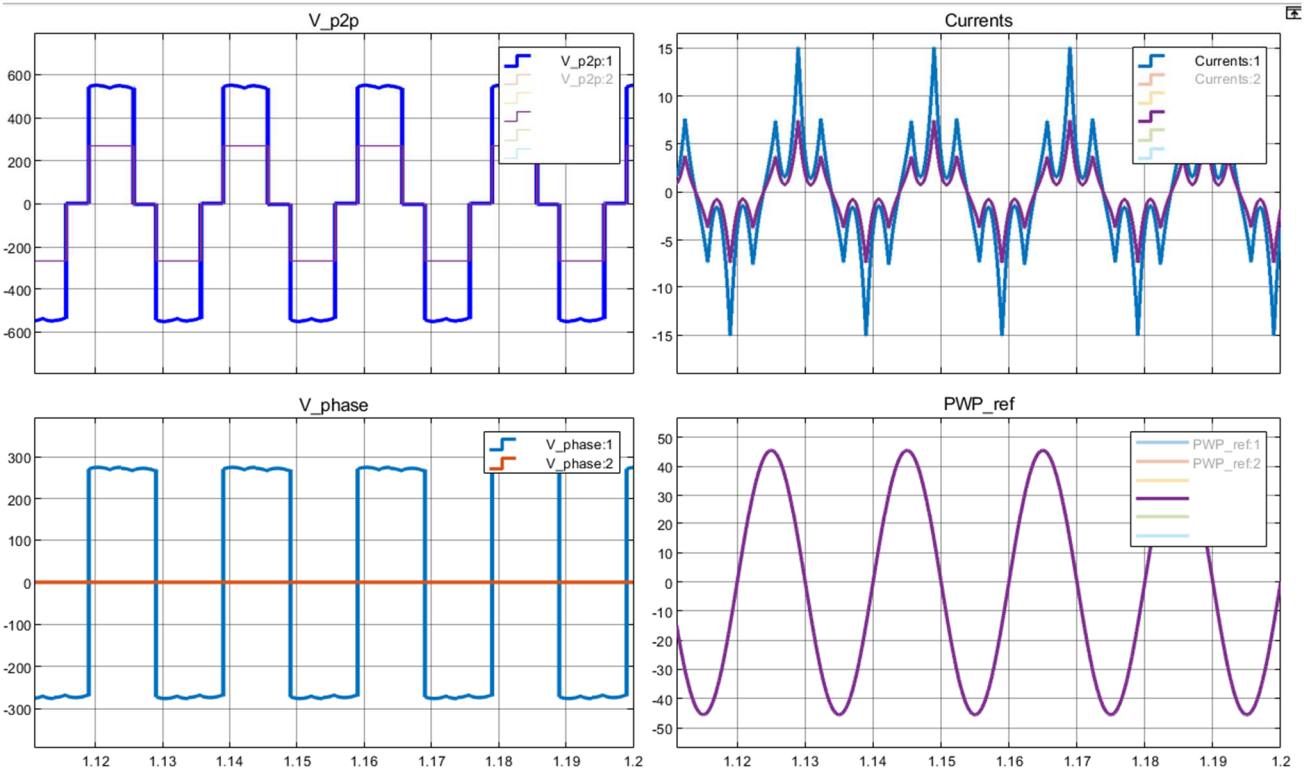 V_p2p
600
400
200
0
-200
-400
-600
V_p2p:1
V_p2p:2
Currents
15
10
5
0
-5
-10
-15
Currents:1
Currents:2
V_phase
300
200
100
0
-100
-200
-300
V_phase:1
V_phase:2
1.12 1.13 1.14 1.15 1.16 1.17 1.18 1.19 1.2
PWP_ref
50
40
30
20
10
0
-10
-20
-30
-40
-50
PWP_ref:1
PWP_ref:2
1.12 1.13 1.14 1.15 1.16 1.17 1.18 1.19 1.2